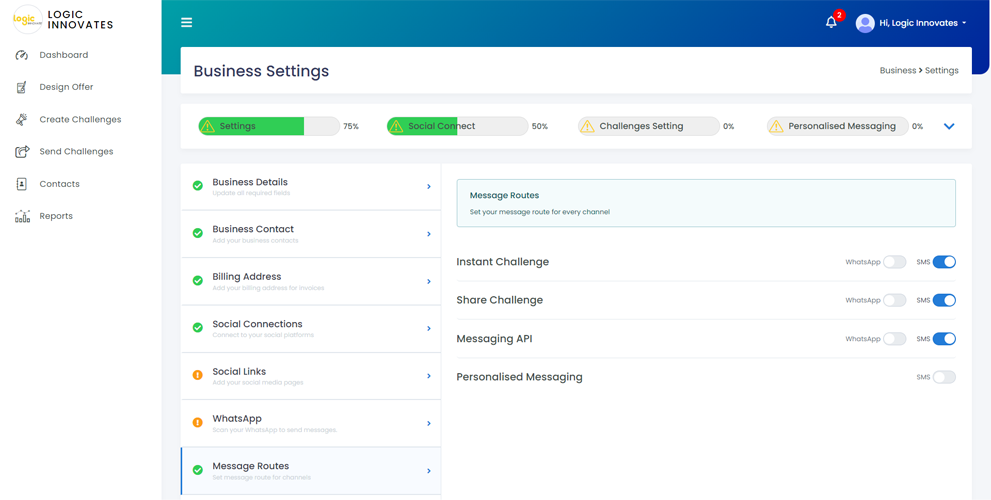 logic
LOGIC
INNOVATES
2
Hi, Logic Innovates
Dashboard
Design Offer
Create Challenges
Send Challenges
Contacts
Reports
Business Settings
Business > Settings
Settings 75%
Social Connect 50%
Challenges Setting 0%
Personalised Messaging 0%
Business Details
Update all required fields
Business Contact
Add your business contacts
Billing Address
Add your billing address for invoices
Social Connections
Connect to your social platforms
Social Links
Add your social media pages
WhatsApp
Scan your WhatsApp to send messages.
Message Routes
Set message route for channels
Message Routes
Set your message route for every channel
Instant Challenge WhatsApp SMS
Share Challenge WhatsApp SMS
Messaging API WhatsApp SMS
Personalised Messaging SMS